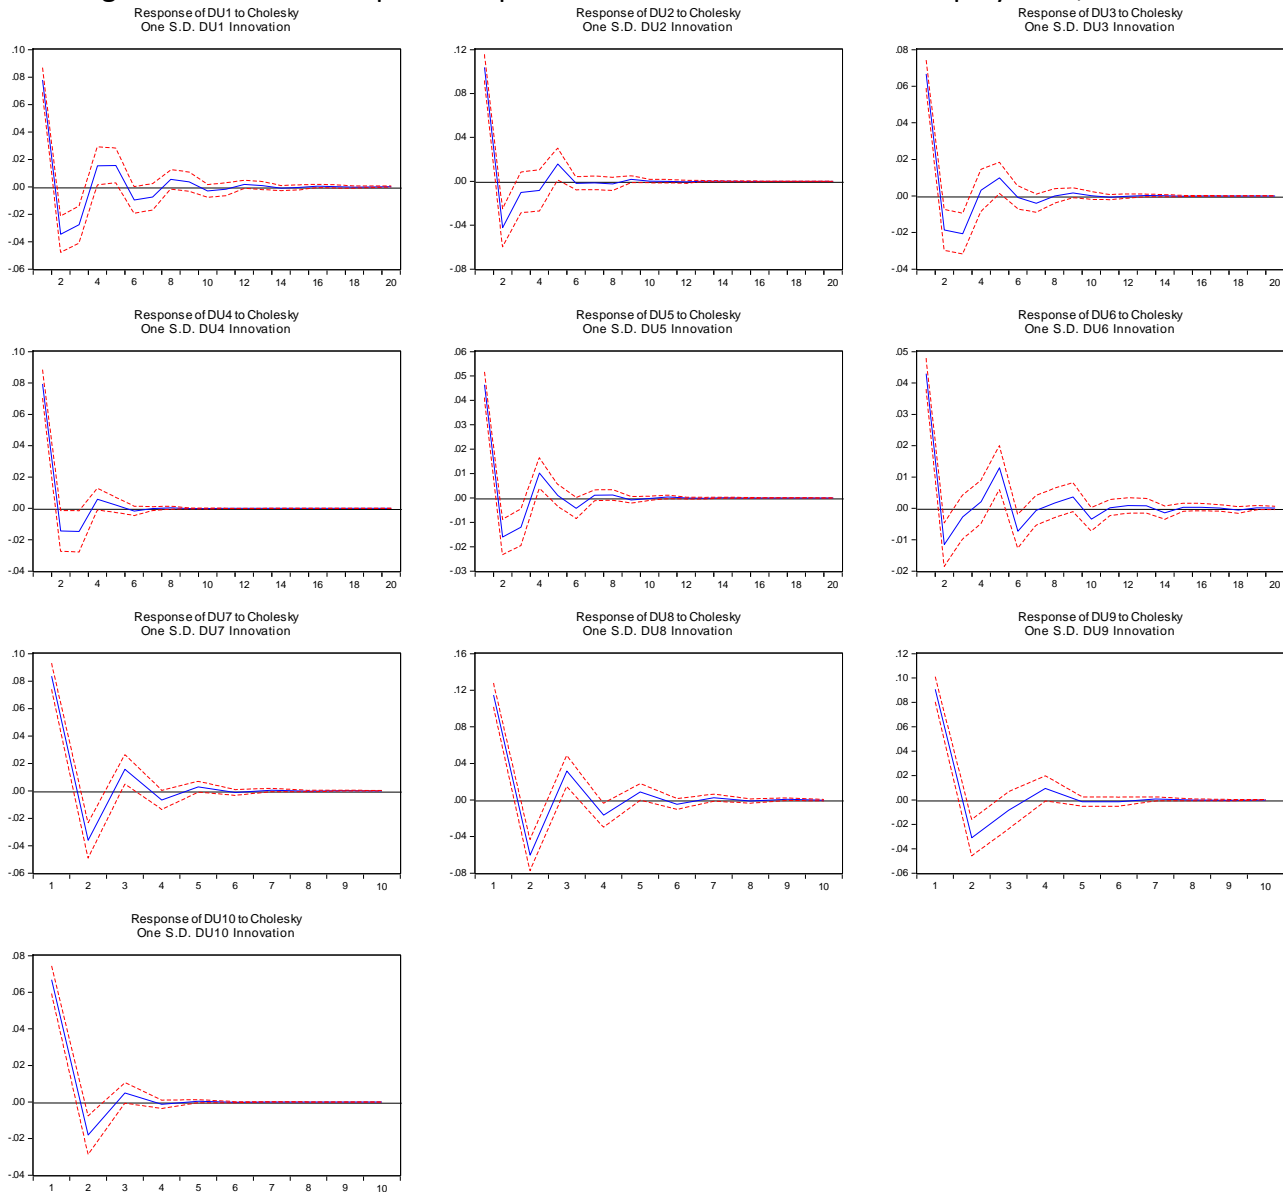 Response of DU1 to Cholesky
One S.D. DU1 Innovation
.10
.08
.06
.04
.02
.00
-.02
-.04
-.06
2 4 6 8 10 12 14 16 18 20
Response of DU2 to Cholesky
One S.D. DU2 Innovation
.12
.08
.04
.00
-.04
-.08
2 4 6 8 10 12 14 16 18 20
Response of DU3 to Cholesky
One S.D. DU3 Innovation
.08
.06
.04
.02
.00
-.02
-.04
2 4 6 8 10 12 14 16 18 20
Response of DU4 to Cholesky
One S.D. DU4 Innovation
.10
.08
.06
.04
.02
.00
-.02
-.04
2 4 6 8 10 12 14 16 18 20
Response of DU5 to Cholesky
One S.D. DU5 Innovation
.06
.05
.04
.03
.02
.01
.00
-.01
-.02
-.03
2 4 6 8 10 12 14 16 18 20
Response of DU6 to Cholesky
One S.D. DU6 Innovation
.05
.04
.03
.02
.01
.00
-.01
-.02
2 4 6 8 10 12 14 16 18 20
Response of DU7 to Cholesky
One S.D. DU7 Innovation
.10
.08
.06
.04
.02
.00
-.02
-.04
-.06
1 2 3 4 5 6 7 8 9 10
Response of DU8 to Cholesky
One S.D. DU8 Innovation
.16
.12
.08
.04
.00
-.04
-.08
1 2 3 4 5 6 7 8 9 10
Response of DU9 to Cholesky
One S.D. DU9 Innovation
.12
.10
.08
.06
.04
.02
.00
-.02
-.04
-.06
1 2 3 4 5 6 7 8 9 10
Response of DU10 to Cholesky
One S.D. DU10 Innovation
.08
.06
.04
.02
.00
-.02
-.04
1 2 3 4 5 6 7 8 9 10